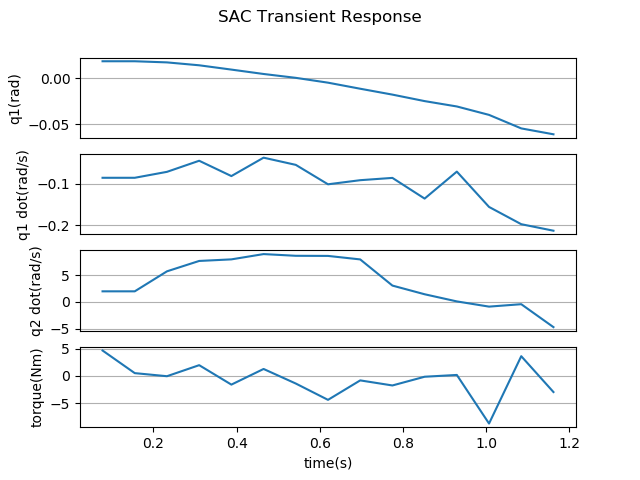 SAC Transient Response
q1(rad)
0.00
−0.05
q1 dot(rad/s)
−0.1
−0.2
q2 dot(rad/s)
5
0
−5
torque(Nm)
5
0
−5
0.2 0.4 0.6 0.8 1.0 1.2
time(s)